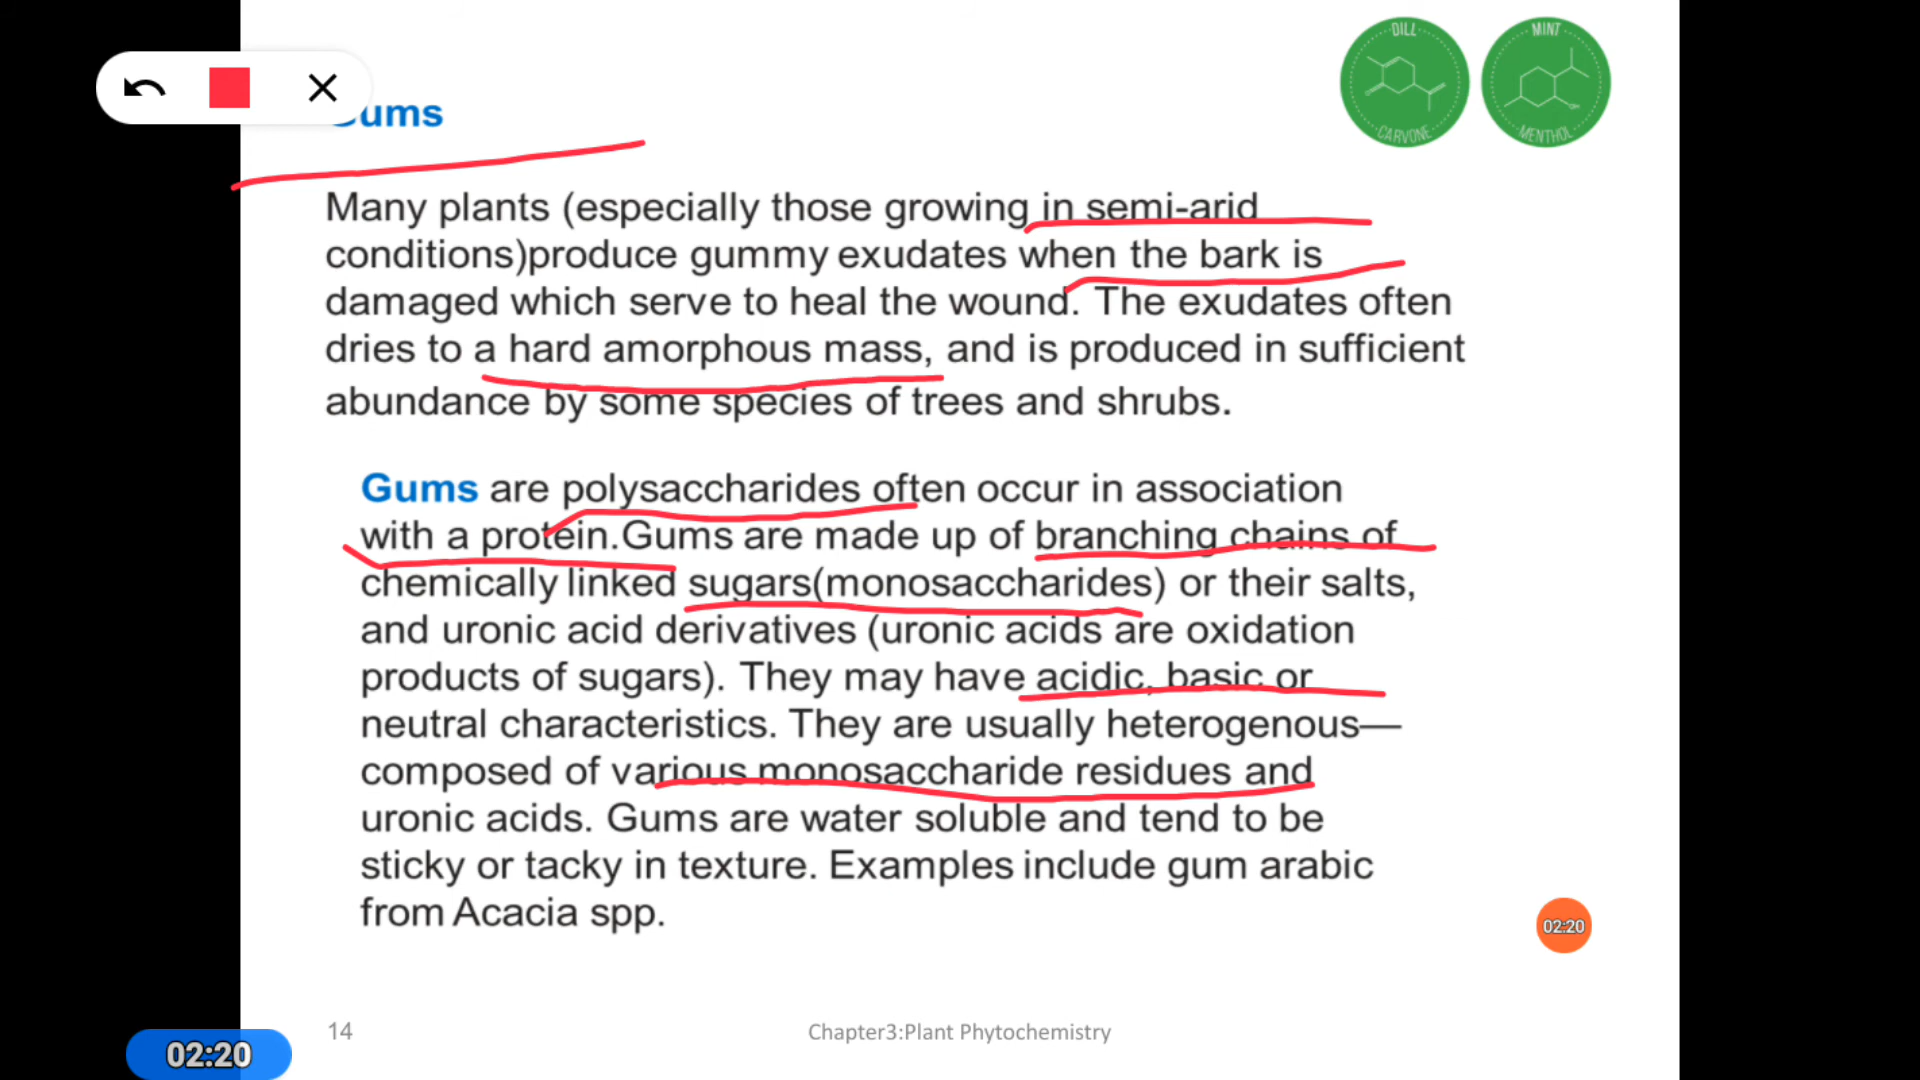 DILL
MINT
CARVONE
MENTHOL
OH
ums
Many plants (especially those growing in semi-arid
conditions)produce gummy exudates when the bark is
damaged which serve to heal the wound. The exudates often
dries to a hard amorphous mass, and is produced in sufficient
abundance by some species of trees and shrubs.
Gums are polysaccharides often occur in association
with a protein.Gums are made up of branching chains of
chemically linked sugars(monosaccharides) or their salts,
and uronic acid derivatives (uronic acids are oxidation
products of sugars). They may have acidic, basic or
neutral characteristics. They are usually heterogenous—
composed of various monosaccharide residues and
uronic acids. Gums are water soluble and tend to be
sticky or tacky in texture. Examples include gum arabic
from Acacia spp.
02:20
14
Chapter3:Plant Phytochemistry
02:20